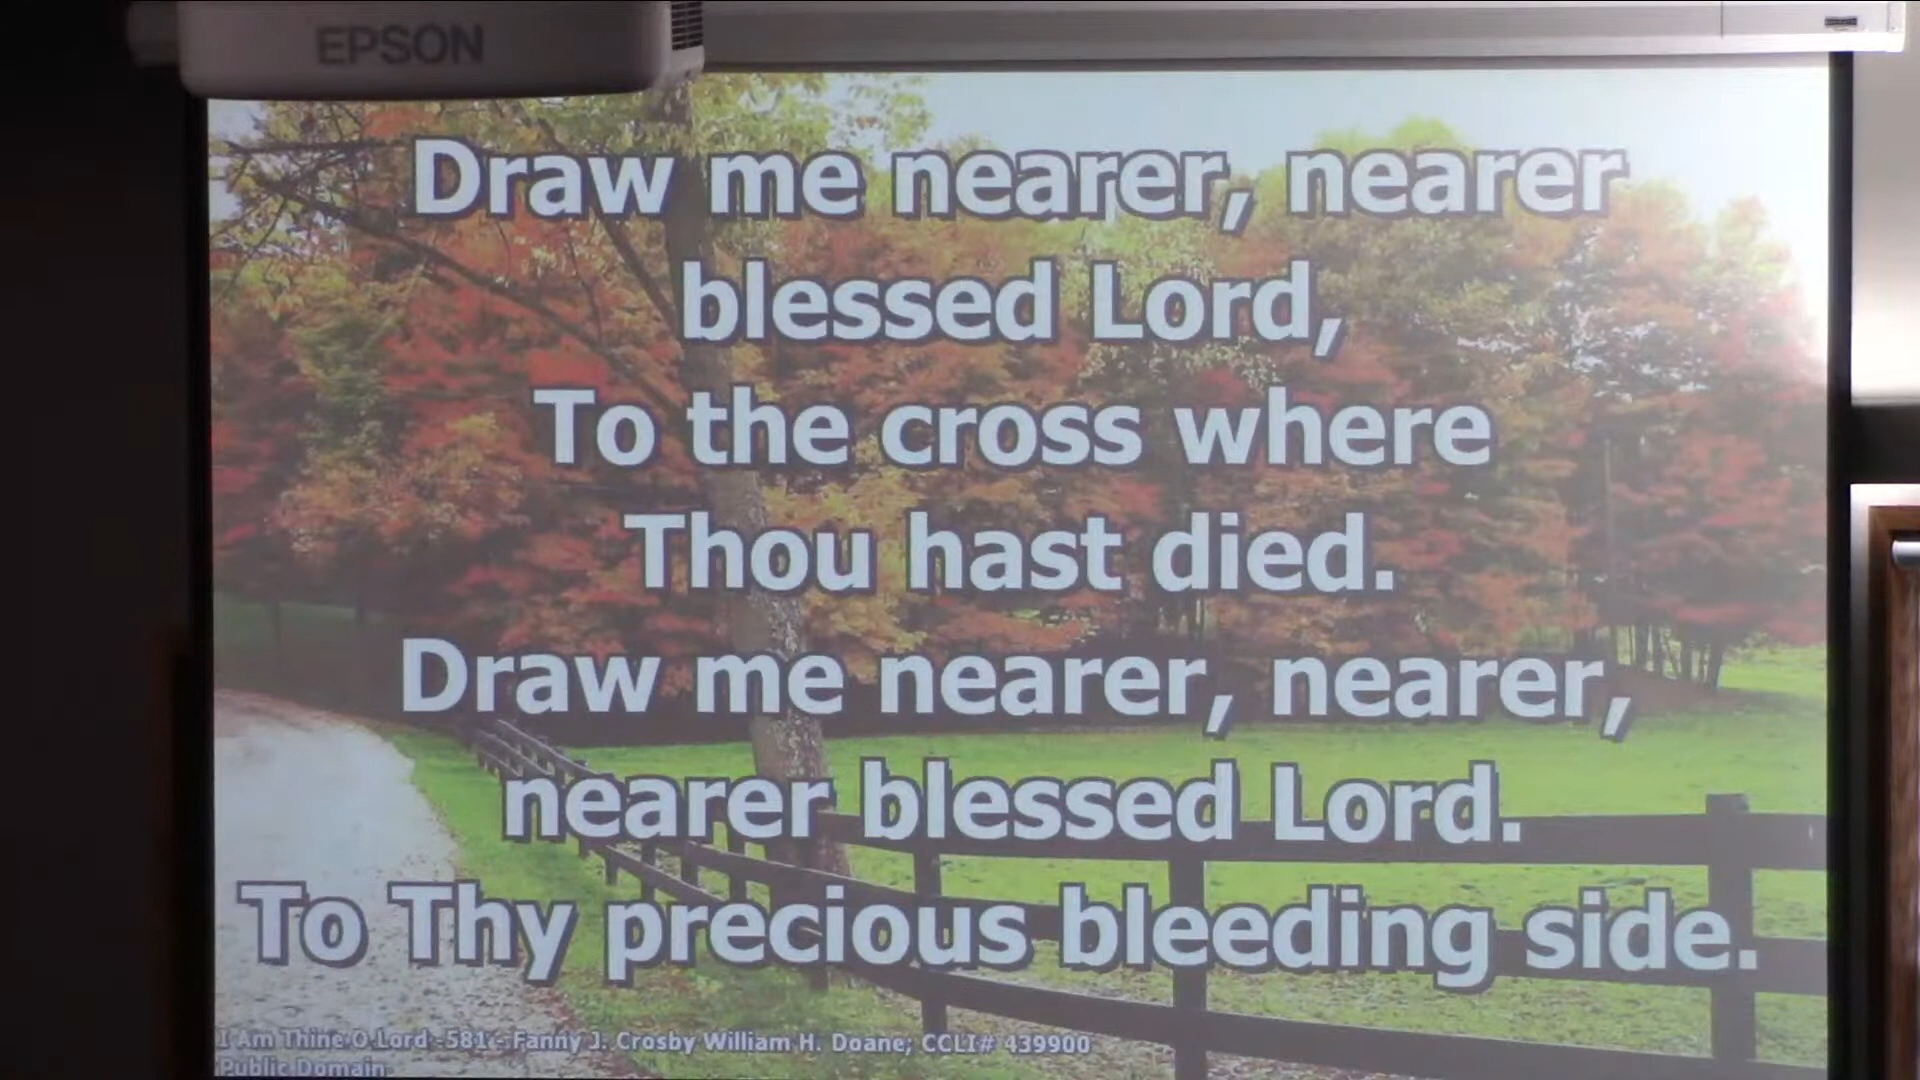 EPSON
Draw me nearer, nearer
blessed Lord,
To the cross where
Thou hast died.
Draw me nearer, nearer,
nearer blessed Lord.
To Thy precious bleeding side.
I Am Thine O Lord -581 - Fanny J. Crosby William H. Doane; CCLI# 439900
Public Domain